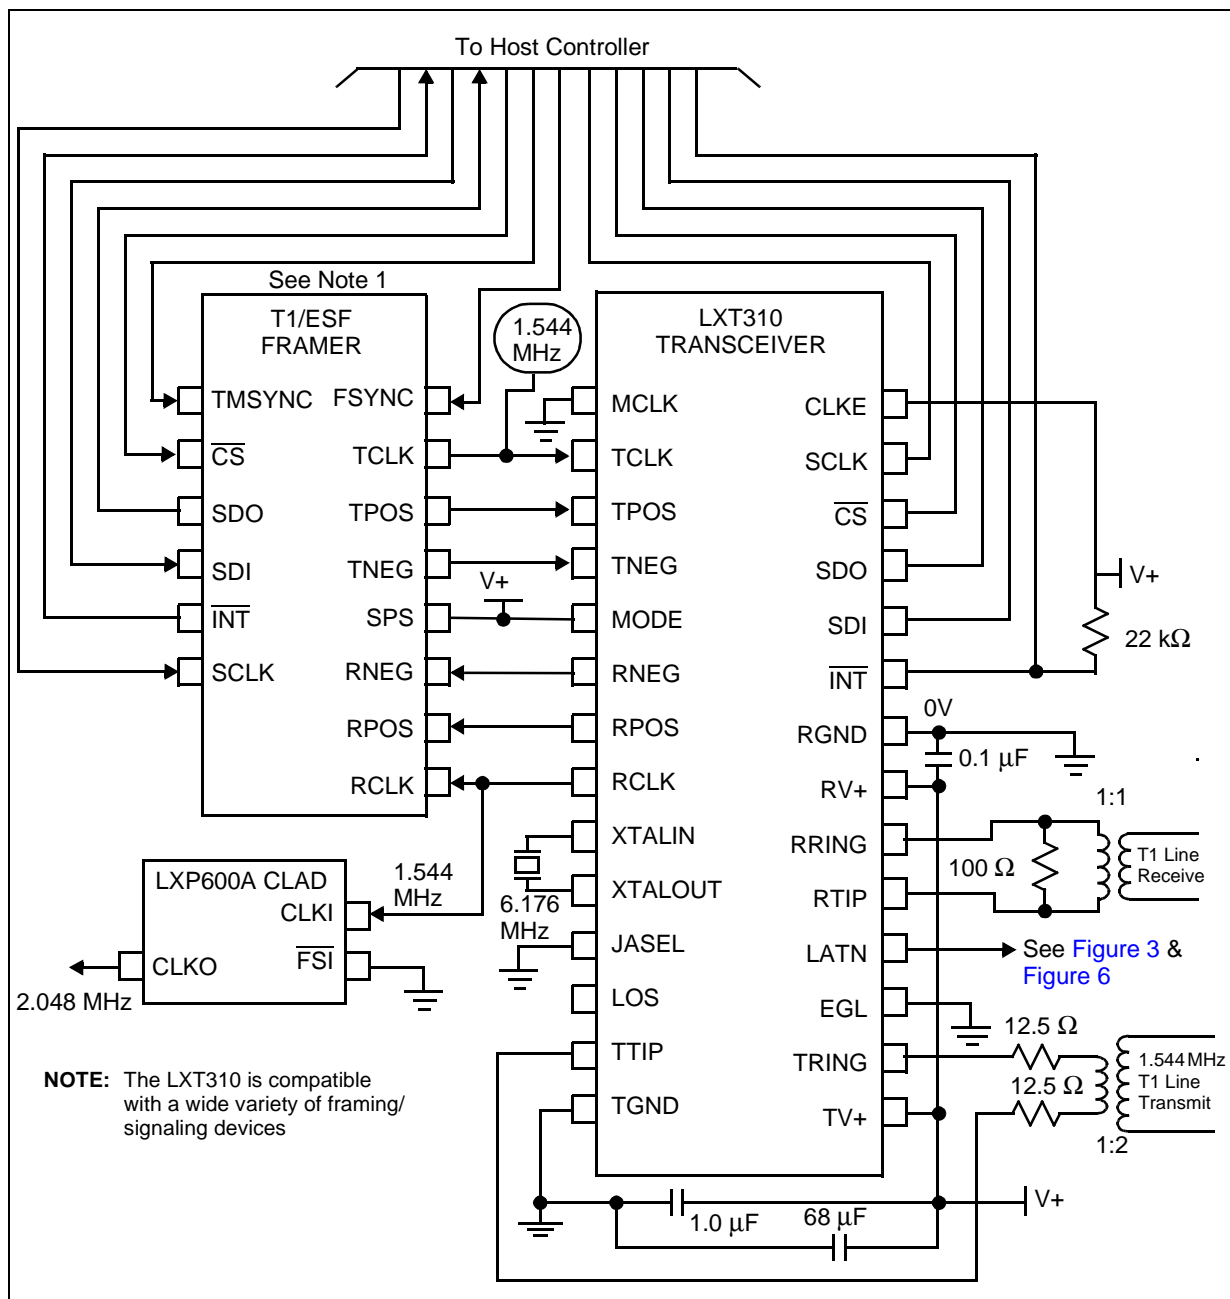 To Host Controller
See Note 1
T1/ESF
FRAMER
TMSYNC
FSYNC
CS
TCLK
SDO
TPOS
SDI
TNEG
INT
SPS
SCLK
RNEG
RPOS
RCLK
1.544
MHz
V+
LXT310
TRANSCEIVER
MCLK
CLKE
TCLK
SCLK
TPOS
CS
TNEG
SDO
MODE
SDI
RNEG
INT
RPOS
RGND
RCLK
RV+
XTALIN
RRING
XTALOUT
RTIP
JASEL
LATN
LOS
EGL
TTIP
TRING
TGND
TV+
V+
22 kΩ
0V
0.1 µF
1:1
100 Ω
T1 Line
Receive
See Figure 3 &
Figure 6
12.5 Ω
12.5 Ω
1.544 MHz
T1 Line
Transmit
1:2
LXP600A CLAD
CLKI
CLKO
FSI
1.544
MHz
6.176
MHz
2.048 MHz
NOTE: The LXT310 is compatible
with a wide variety of framing/
signaling devices
1.0 µF
68 µF
V+